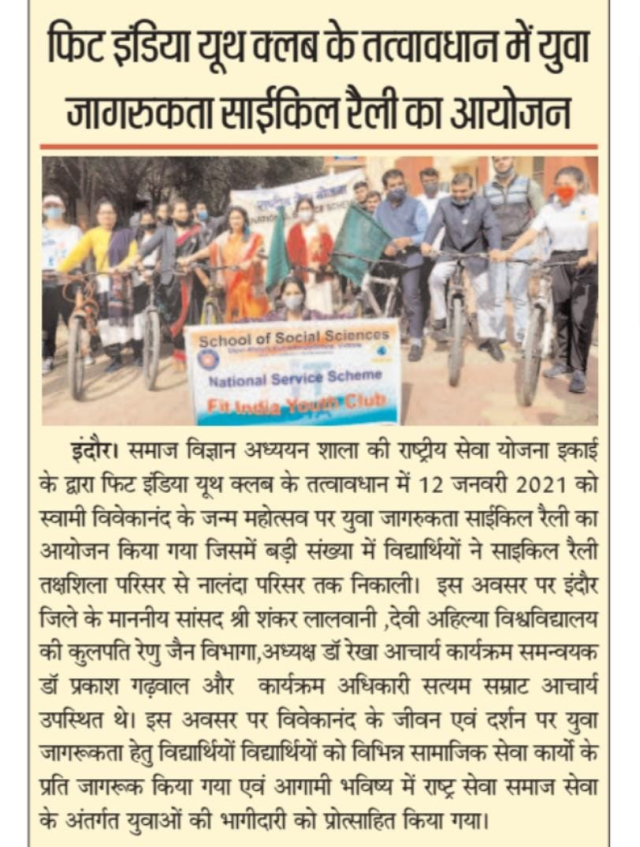 फिट इंडिया यूथ क्लब के तत्वावधान में युवा
जागरुकता साईकिल रैली का आयोजन
School of Social Sciences
National Service Scheme
Fit India Youth Club
इंदौर। समाज विज्ञान अध्ययन शाला की राष्ट्रीय सेवा योजना इकाई
के द्वारा फिट इंडिया यूथ क्लब के तत्वावधान में 12 जनवरी 2021 को
स्वामी विवेकानंद के जन्म महोत्सव पर युवा जागरुकता साईकिल रैली का
आयोजन किया गया जिसमें बड़ी संख्या में विद्यार्थियों ने साइकिल रैली
तक्षशिला परिसर से नालंदा परिसर तक निकाली। इस अवसर पर इंदौर
जिले के माननीय सांसद श्री शंकर लालवानी ,देवी अहिल्या विश्वविद्यालय
की कुलपति रेणु जैन विभागा,अध्यक्ष डॉ रेखा आचार्य कार्यक्रम समन्वयक
डॉ प्रकाश गढ़वाल और कार्यक्रम अधिकारी सत्यम सम्राट आचार्य
उपस्थित थे। इस अवसर पर विवेकानंद के जीवन एवं दर्शन पर युवा
जागरूकता हेतु विद्यार्थियों विद्यार्थियों को विभिन्न सामाजिक सेवा कार्यो के
प्रति जागरूक किया गया एवं आगामी भविष्य में राष्ट्र सेवा समाज सेवा
के अंतर्गत युवाओं की भागीदारी को प्रोत्साहित किया गया।